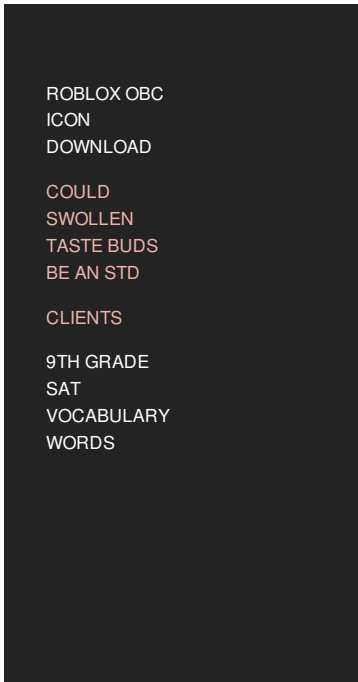 ROBLOX OBC
ICON
DOWNLOAD
COULD
SWOLLEN
TASTE BUDS
BE AN STD
CLIENTS
9TH GRADE
SAT
VOCABULARY
WORDS